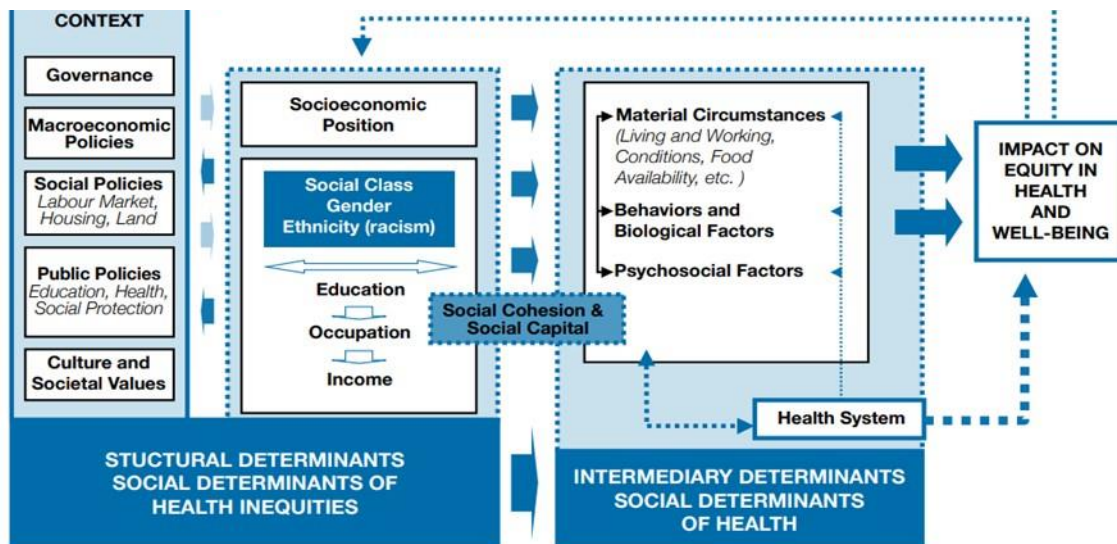 CONTEXT
Governance
Macroeconomic
Policies
Social Policies
Labour Market,
Housing, Land
Public Policies
Education, Health,
Social Protection
Culture and
Societal Values
Socioeconomic
Position
Social Class
Gender
Ethnicity (racism)
Education
Occupation
Income
Social Cohesion &
Social Capital
Material Circumstances
(Living and Working,
Conditions, Food
Availability, etc. )
Behaviors and
Biological Factors
Psychosocial Factors
Health System
IMPACT ON
EQUITY IN
HEALTH
AND
WELL-BEING
STUCTURAL DETERMINANTS
SOCIAL DETERMINANTS OF
HEALTH INEQUITIES
INTERMEDIARY DETERMINANTS
SOCIAL DETERMINANTS
OF HEALTH